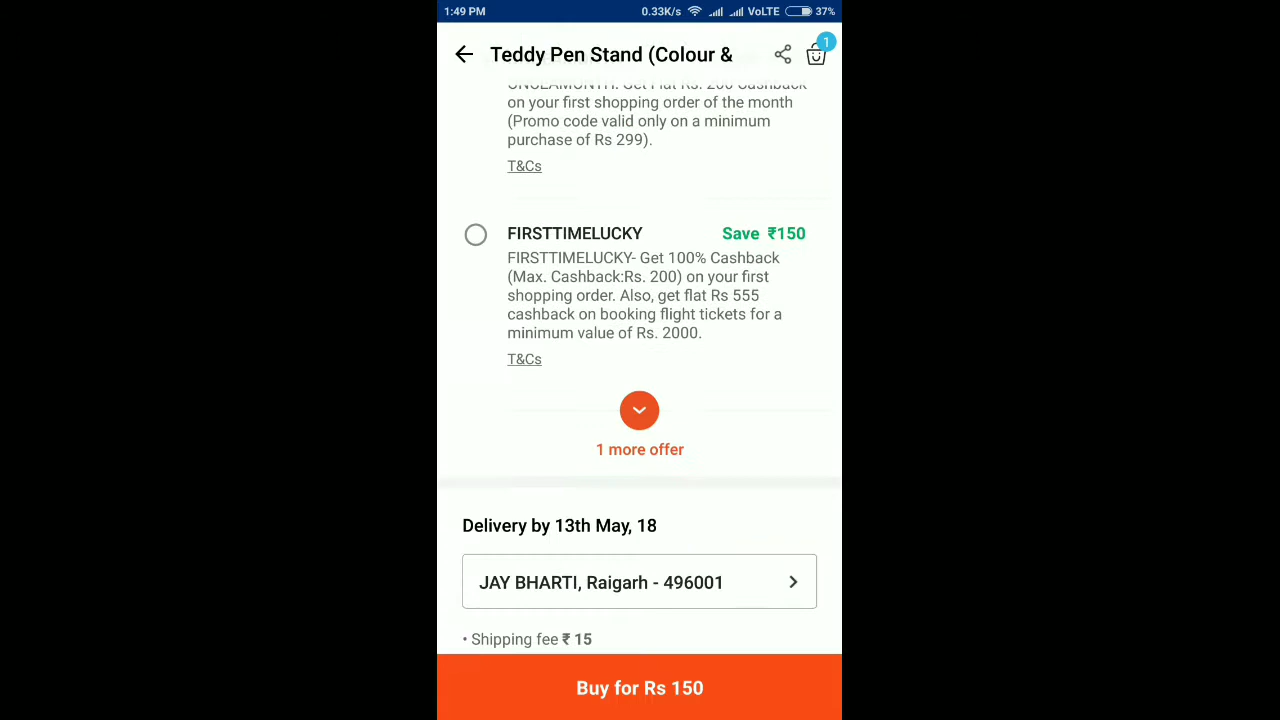 1:49 PM 0.33K/s VoLTE 37%
Teddy Pen Stand (Colour & 1
Cashback
on your first shopping order of the month
(Promo code valid only on a minimum
purchase of Rs 299).
T&Cs
FIRSTTIMELUCKY Save ₹150
FIRSTTIMELUCKY- Get 100% Cashback
(Max. Cashback:Rs. 200) on your first
shopping order. Also, get flat Rs 555
cashback on booking flight tickets for a
minimum value of Rs. 2000.
T&Cs
1 more offer
Delivery by 13th May, 18
JAY BHARTI, Raigarh - 496001
• Shipping fee ₹ 15
Buy for Rs 150